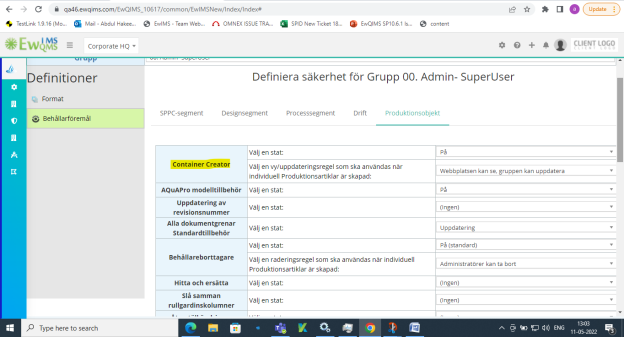 qa46.ewqims.com/EwQIMS_10617/common/EwIMSNew/Index/Index#
Update
TestLink 1.9.16 (Mo...
Mail - Abdul Hakee...
EwIMS - Team Web...
OMNEX ISSUE TRA...
SPID New Ticket 18...
EwQIMS SP10.6.1 Is...
content
EwQIMS
Corporate HQ
CLIENT LOGO
Grupp
Definitioner
Format
Behållarföremål
Definiera säkerhet för Grupp 00. Admin- SuperUser
SPPC-segment
Designsegment
Processegment
Drift
Produktionsobjekt
Container Creator
Välj en stat:
På
Välj en vy/uppdateringsregel som ska användas när
individuell Produktionsartiklar är skapad:
Webbplatsen kan se, gruppen kan uppdatera
AQuAPro modelltillbehör
Välj en stat:
På
Uppdatering av
revisionsnummer
Välj en stat:
(ingen)
Alla dokumentgrenar
Standardtillbehör
Välj en stat:
Uppdatering
Behållareborttagare
Välj en stat:
På (standard)
Välj en raderingsregel som ska användas när individuell
Produktionsartiklar är skapad:
Administratörer kan ta bort
Hitta och ersätta
Välj en stat:
(ingen)
Slå samman
rullgardinskolumner
Välj en stat:
(ingen)
Type here to search
ENG
13:03
11-05-2022